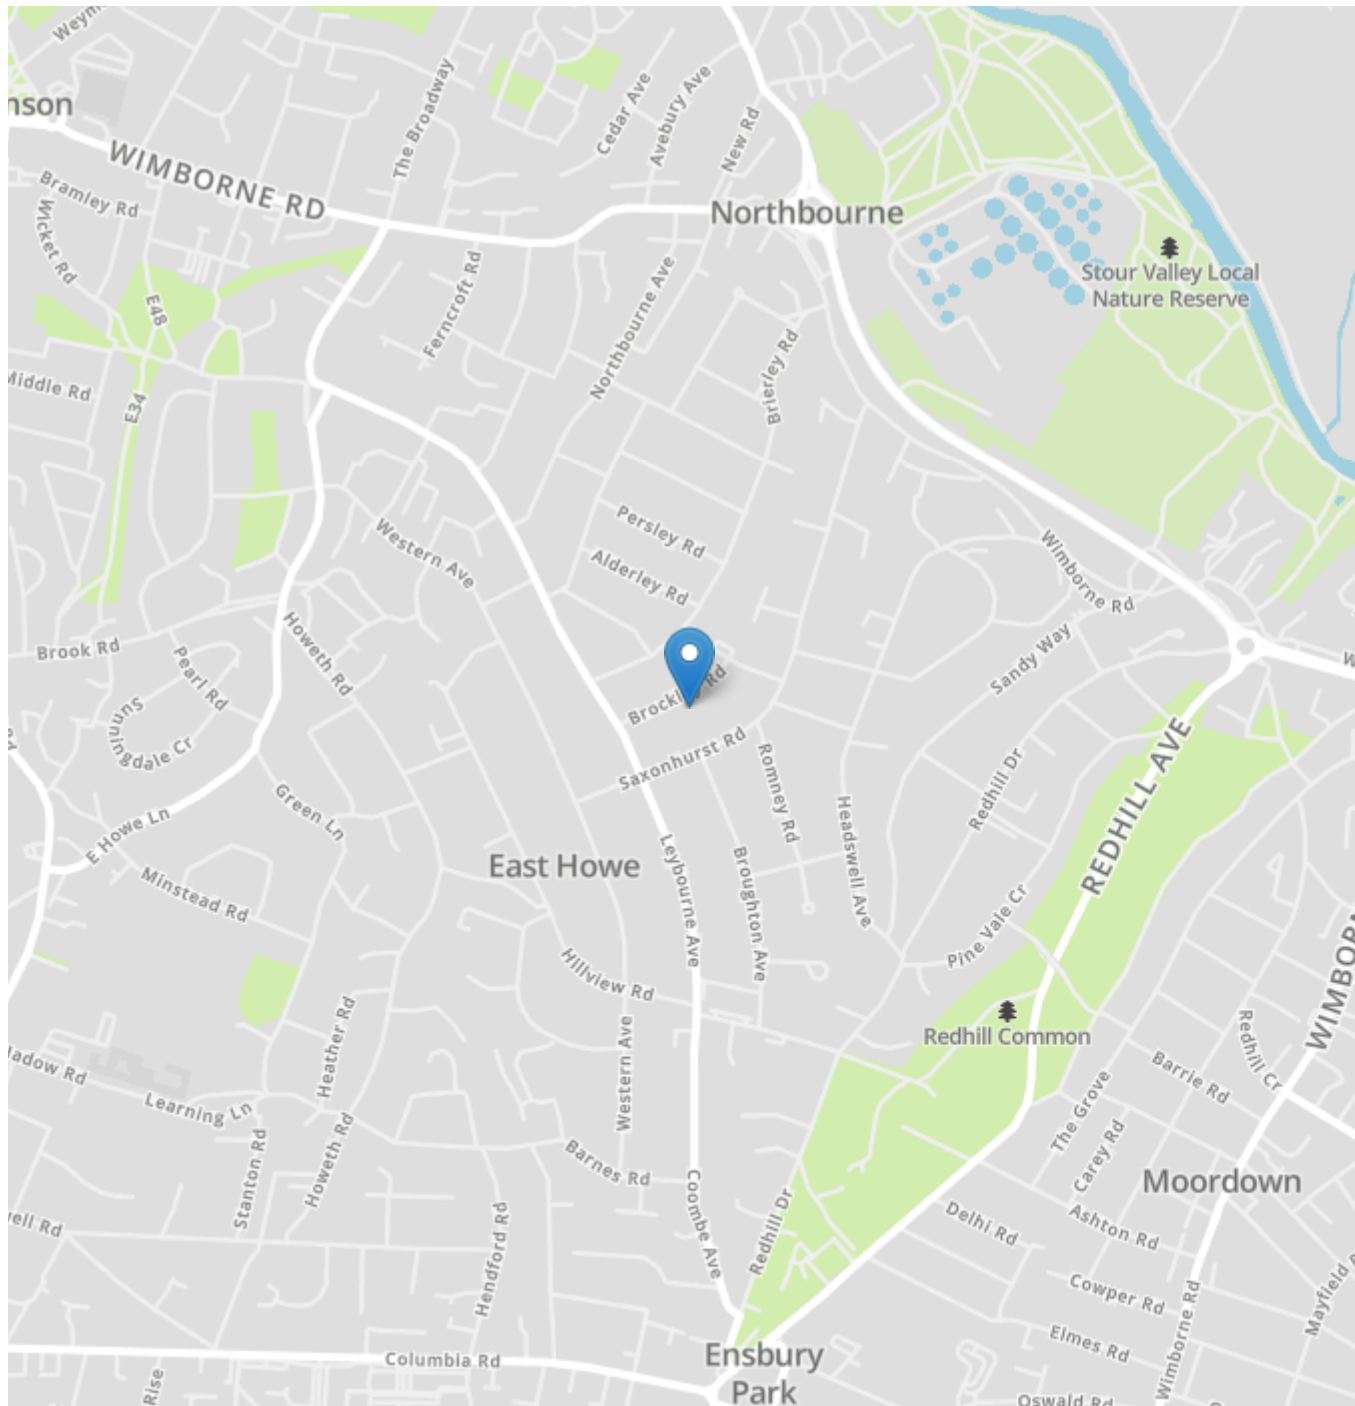 The Broadway
Cedar Ave
Avebury Ave
New Rd
WIMBORNE RD
Bramley Rd
Wicket Rd
Northbourne
Stour Valley Local
Nature Reserve
E48
Ferncroft Rd
Northbourne Ave
Brierley Rd
Middle Rd
E34
Persley Rd
Western Ave
Alderley Rd
Wimborne Rd
Howeth Rd
Brook Rd
Pearl Rd
Sandy Way
Sunningdale Cr
Saxonhurst Rd
Romney Rd
Redhill Dr
REDHILL AVE
Green Ln
E Howe Ln
Headswell Ave
East Howe
Leybourne Ave
Broughton Ave
Minstead Rd
Pine Vale Cr
Hillview Rd
Heather Rd
Western Ave
Redhill Common
Redhill Cr
Barrie Rd
The Grove
Learning Ln
Stanton Rd
Howeth Rd
Barnes Rd
Carey Rd
Moordown
Coombe Ave
Redhill Dr
Delhi Rd
Ashton Rd
Hendford Rd
Cowper Rd
Wimborne Rd
Mayfield
Elmes Rd
Ensbury
Park
Columbia Rd
Rise
Oswald Rd